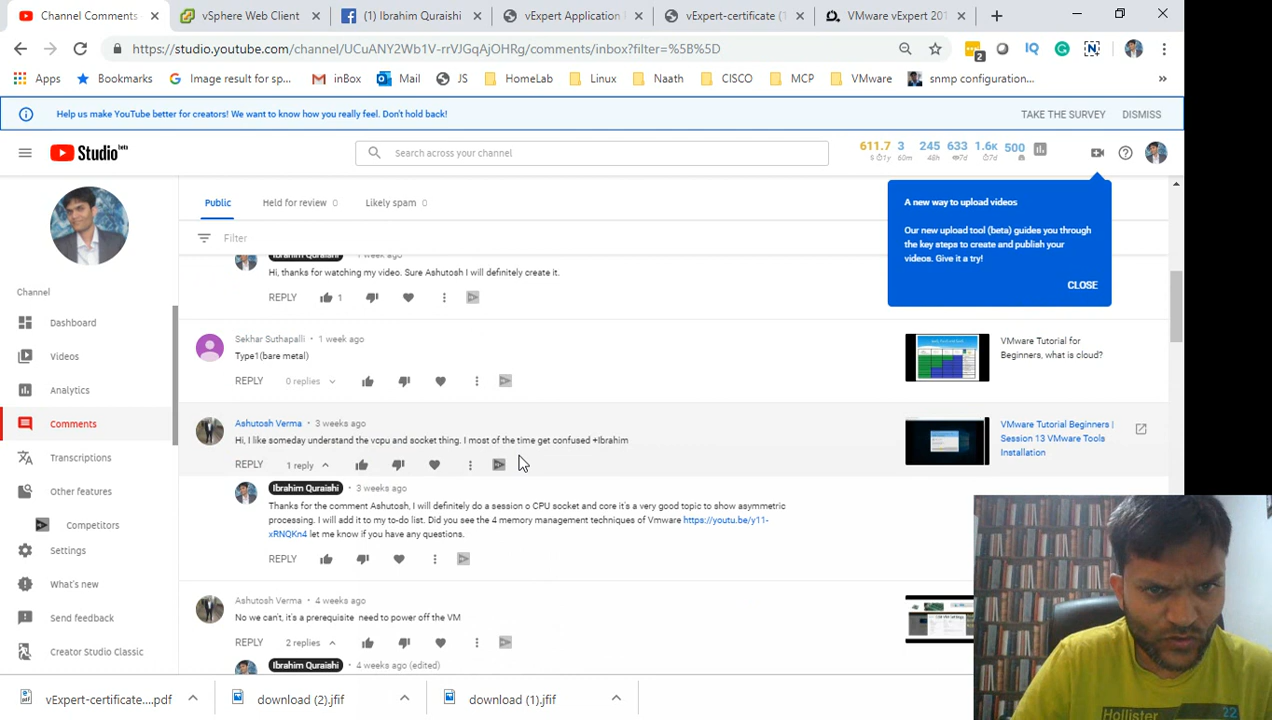 Channel Comments
vSphere Web Client
(1) Ibrahim Quraishi
vExpert Application
vExpert-certificate (
VMware vExpert 201
https://studio.youtube.com/channel/UCuANY2Wb1V-rrVJGqAjOHRg/comments/inbox?filter=%5B%5D
2
Apps
Bookmarks
Image result for sp...
inBox
Mail
JS
HomeLab
Linux
Naath
CISCO
MCP
VMware
snmp configuration...
Help us make YouTube better for creators! We want to know how you really feel. Don't hold back!
TAKE THE SURVEY
DISMISS
Studio beta
Search across your channel
611.7 3 245 633 1.6K 500
60m 48h 7d 7d
A new way to upload videos
Our new upload tool (beta) guides you through
the key steps to create and publish your
videos. Give it a try!
CLOSE
Public
Held for review 0
Likely spam 0
Filter
Channel
Dashboard
Videos
Analytics
Comments
Transcriptions
Other features
Competitors
Settings
What's new
Send feedback
Creator Studio Classic
Ibrahim Quraishi
Hi, thanks for watching my video. Sure Ashutosh I will definitely create it.
REPLY
1
Sekhar Suthapalli • 1 week ago
Type1(bare metal)
REPLY
0 replies
VMware Tutorial for
Beginners, what is cloud?
Ashutosh Verma • 3 weeks ago
Hi, I like someday understand the vcpu and socket thing. I most of the time get confused +Ibrahim
REPLY
1 reply
VMware Tutorial Beginners |
Session 13 VMware Tools
Installation
Ibrahim Quraishi • 3 weeks ago
Thanks for the comment Ashutosh, I will definitely do a session o CPU socket and core it's a very good topic to show asymmetric
processing. I will add it to my to-do list. Did you see the 4 memory management techniques of Vmware https://youtu.be/y11-
xRNQKn4 let me know if you have any questions.
REPLY
Ashutosh Verma • 4 weeks ago
No we can't, it's a prerequisite need to power off the VM
REPLY
2 replies
Ibrahim Quraishi • 4 weeks ago (edited)
vExpert-certificate....pdf
download (2).jfif
download (1).jfif
Hollister
22